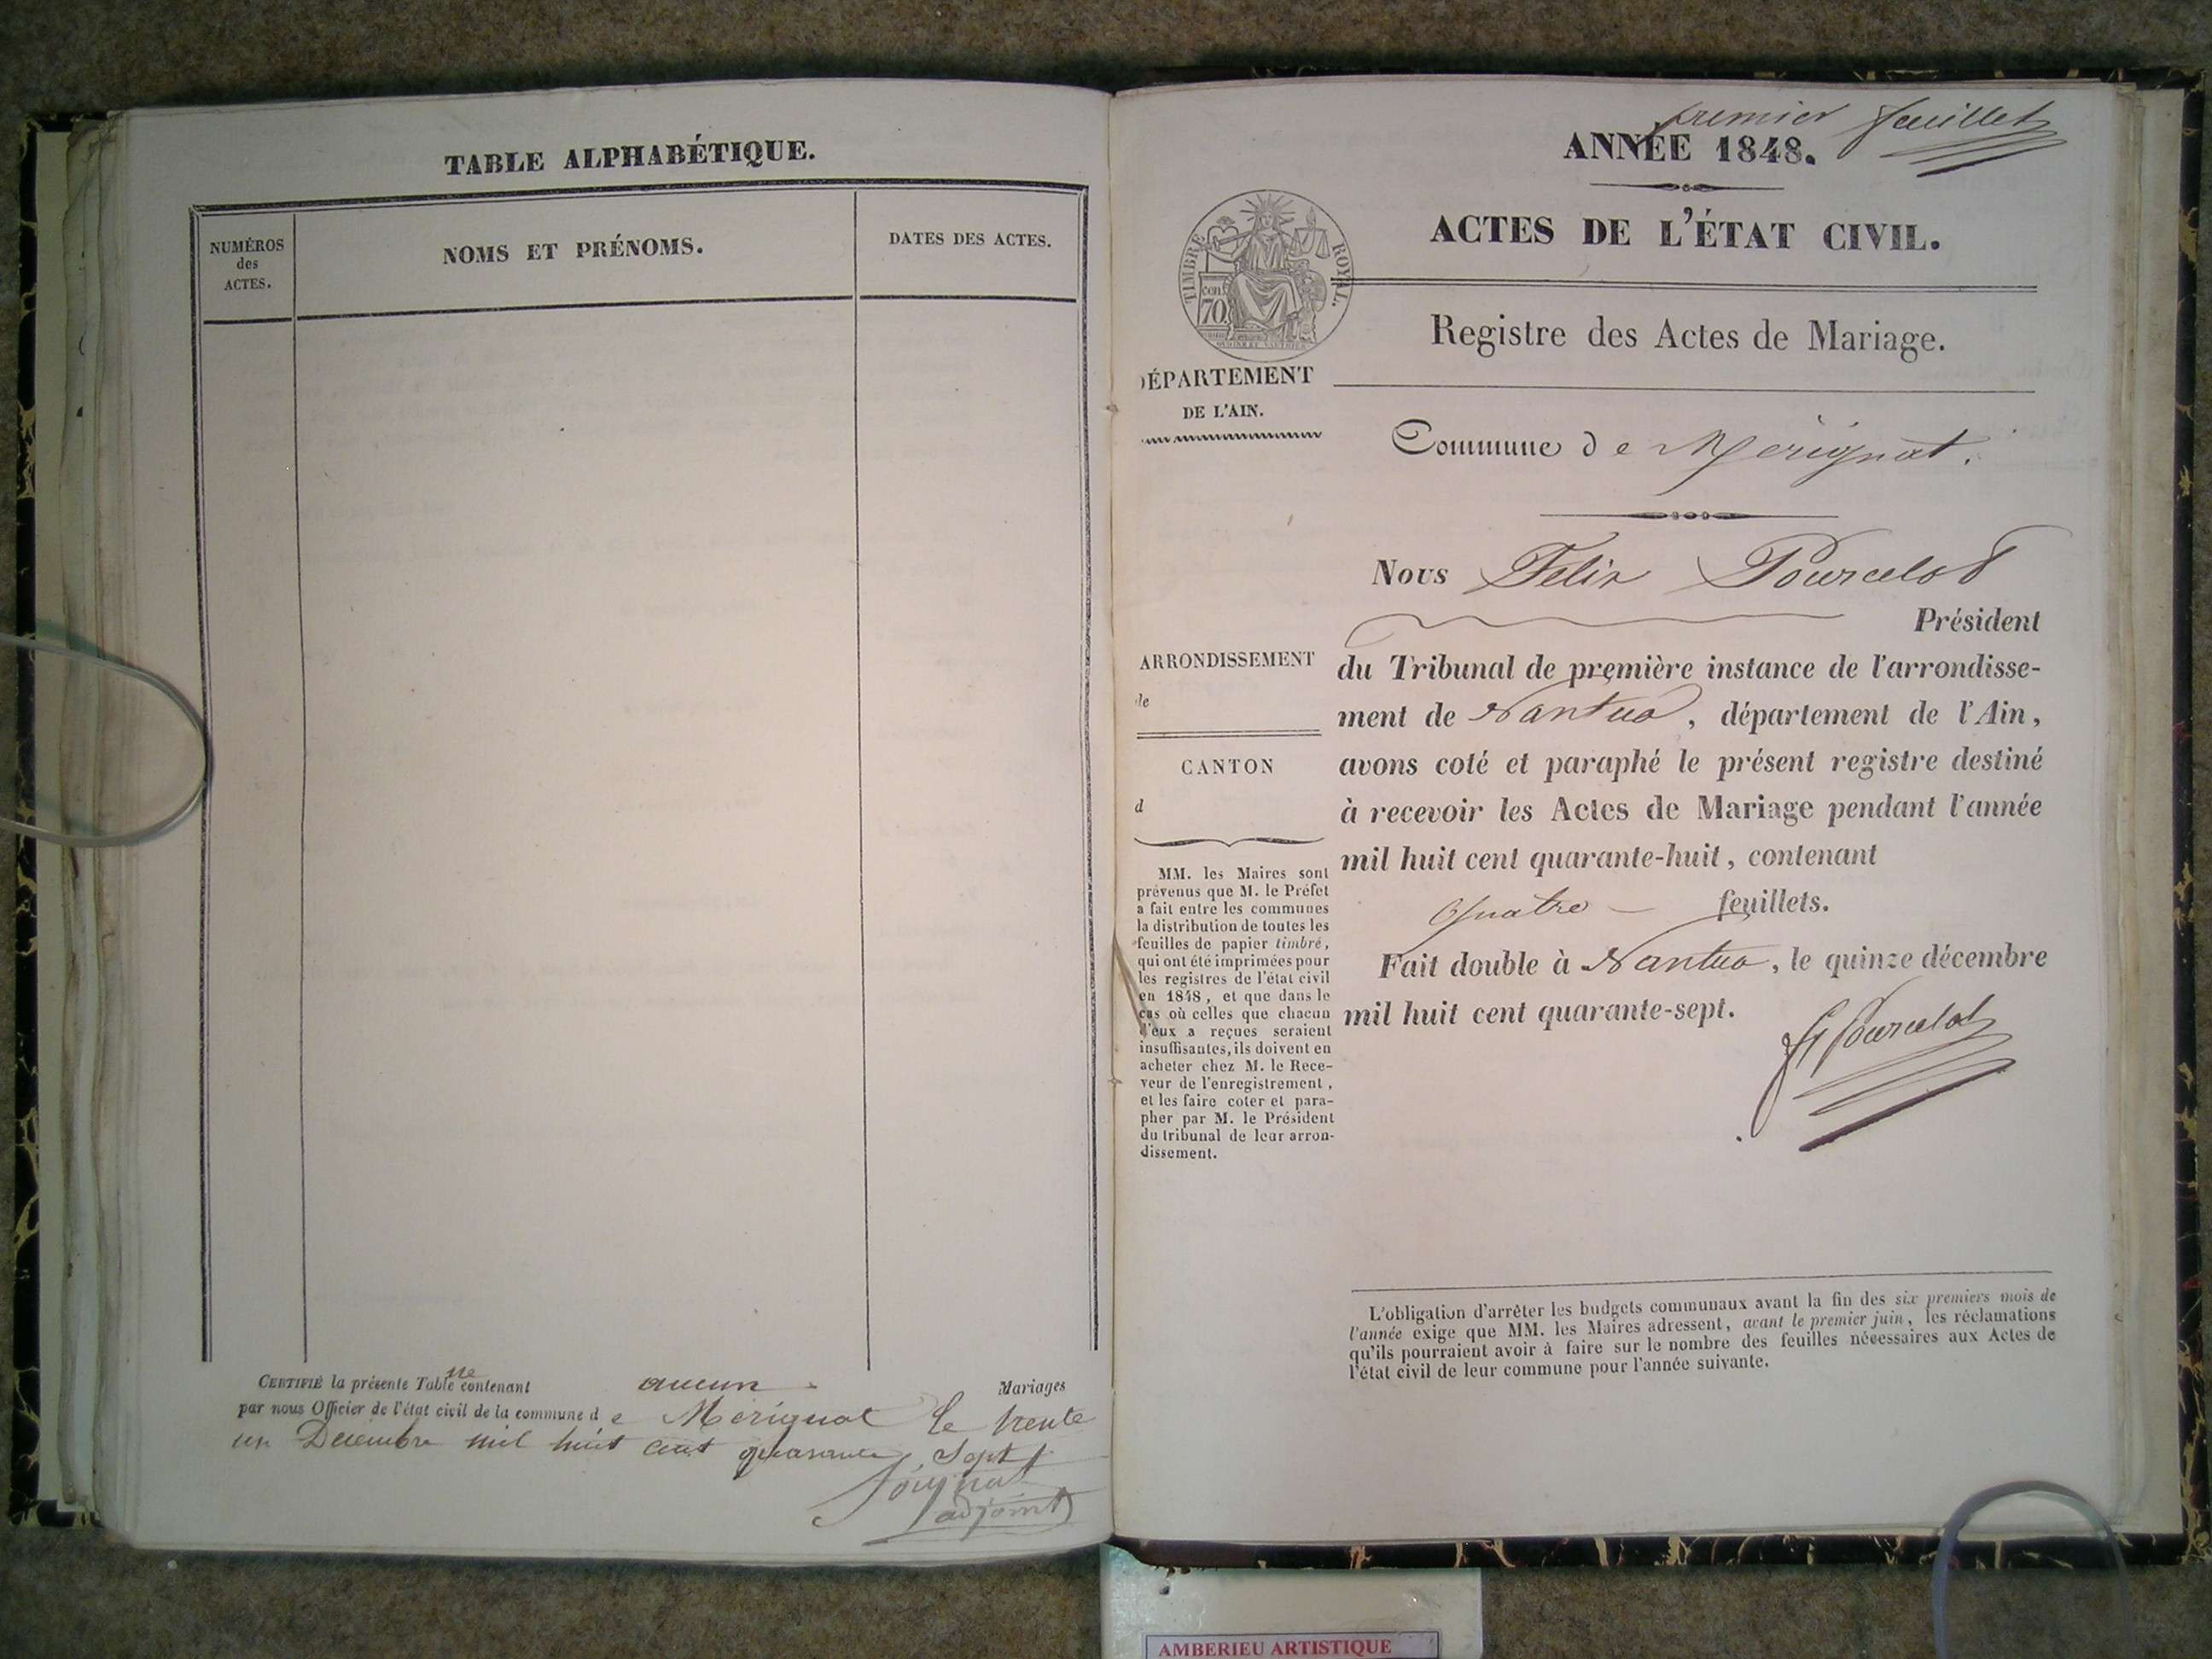 TABLE ALPHABÉTIQUE.
NUMÉROS
des
ACTES.
NOMS ET PRÉNOMS.
DATES DES ACTES.
CERTIFIÉ la présente Table ne contenant aucun Mariages
par nous Officier de l'état civil de la commune d e Mérignat le trente
un Decembre mil huit cent quarante sept
adjoint
premier feuillet
ANNÉE 1848.
ACTES DE L'ÉTAT CIVIL.
TIMBRE ROYAL.
70
Registre des Actes de Mariage.
DÉPARTEMENT
DE L'AIN.
Commune d e Mérignat.
Nous Felix Pourcelot
Président
du Tribunal de première instance de l'arrondisse-
ment de Nantua, département de l'Ain,
avons coté et paraphé le présent registre destiné
à recevoir les Actes de Mariage pendant l'année
mil huit cent quarante-huit, contenant
Quatre feuillets.
Fait double à Nantua, le quinze décembre
mil huit cent quarante-sept.
Pourcelot
ARRONDISSEMENT
de
CANTON
d
MM. les Maires sont
prévenus que M. le Préfet
a fait entre les communes
la distribution de toutes les
feuilles de papier timbré,
qui ont été imprimées pour
les registres de l'état civil
en 1848, et que dans le
cas où celles que chacun
d'eux a reçues seraient
insuffisantes, ils doivent en
acheter chez M. le Rece-
veur de l'enregistrement,
et les faire coter et para-
pher par M. le Président
du tribunal de leur arron-
dissement.
L'obligation d'arrêter les budgets communaux avant la fin des six premiers mois de
l'année exige que MM. les Maires adressent, avant le premier juin, les réclamations
qu'ils pourraient avoir à faire sur le nombre des feuilles nécessaires aux Actes de
l'état civil de leur commune pour l'année suivante.
AMBERIEU ARTISTIQUE